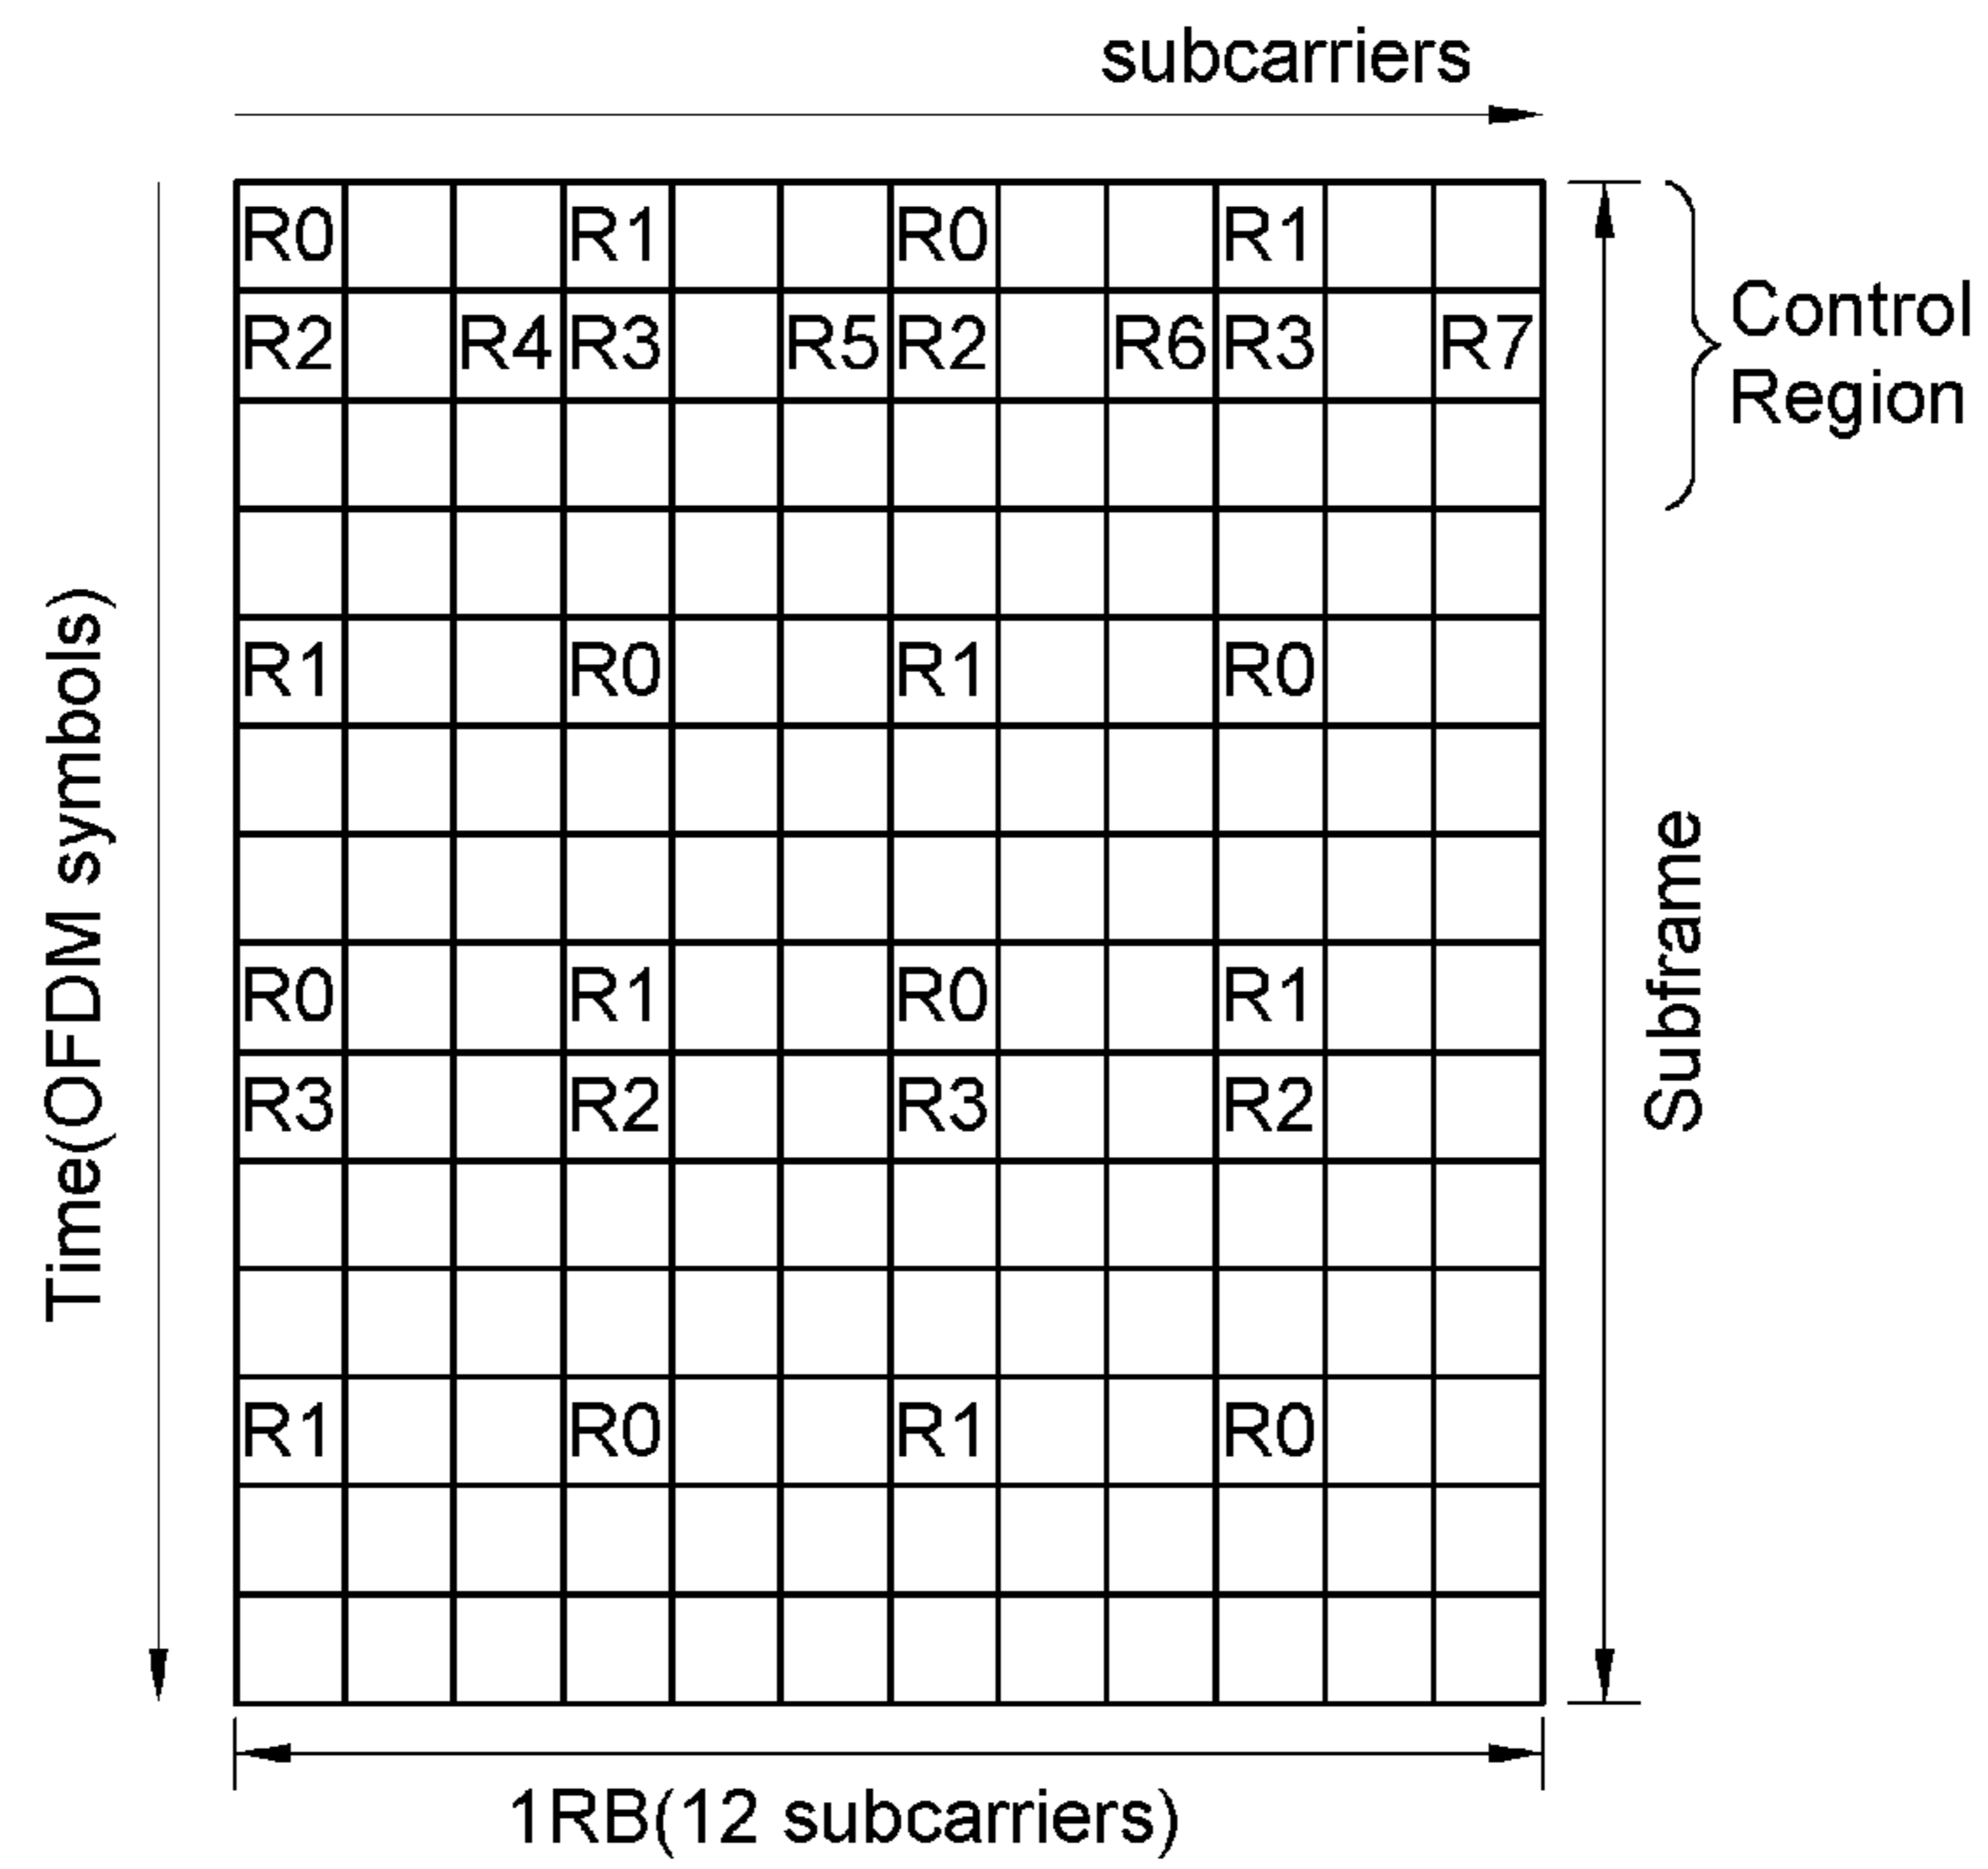 subcarriers
R0 R1 R0 R1
R2 R4 R3 R5 R2 R6 R3 R7
Control
Region
R1 R0 R1 R0
Time(OFDM symbols)
Subframe
R0 R1 R0 R1
R3 R2 R3 R2
R1 R0 R1 R0
1RB(12 subcarriers)